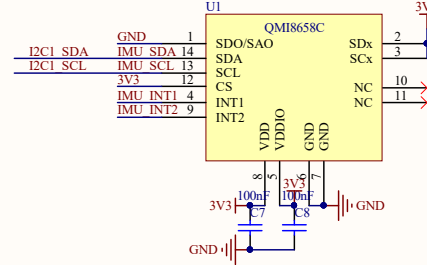 U1
3V
QMI8658C
GND 1 SDO/SAO SDx 2
I2C1_SDA IMU_SDA 14 SDA SCx 3
I2C1_SCL IMU_SCL 13 SCL
3V3 12 CS NC 10
IMU_INT1 4 INT1 NC 11
IMU_INT2 9 INT2
VDD VDDIO GND GND
8 5 6 7
100nF 3V3 100nF
3V3 C7 C8 GND
GND